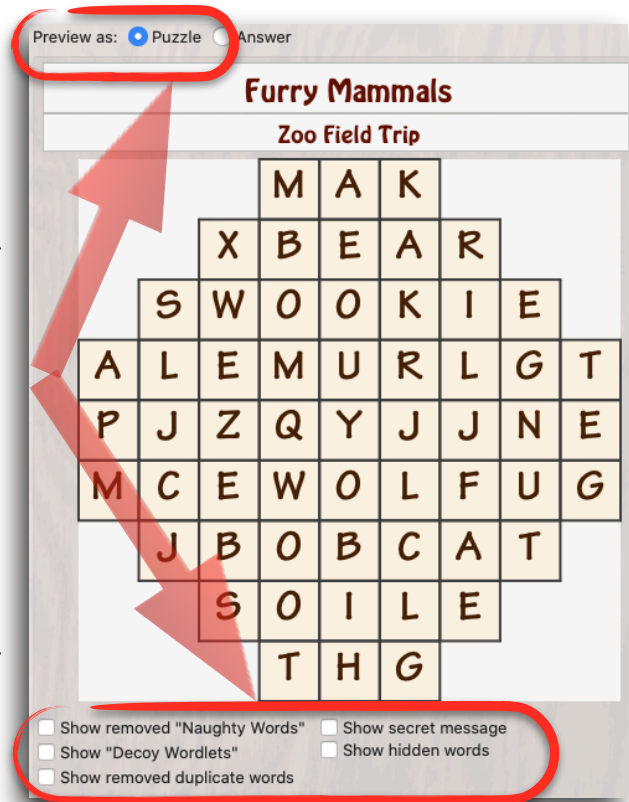 Preview as: Puzzle Answer
Furry Mammals
Zoo Field Trip
M A K
X B E A R
S W O O K I E
A L E M U R L G T
P J Z Q Y J J N E
M C E W O L F U G
J B O B C A T
S O I L E
T H G
Show removed "Naughty Words" Show secret message
Show "Decoy Wordlets" Show hidden words
Show removed duplicate words